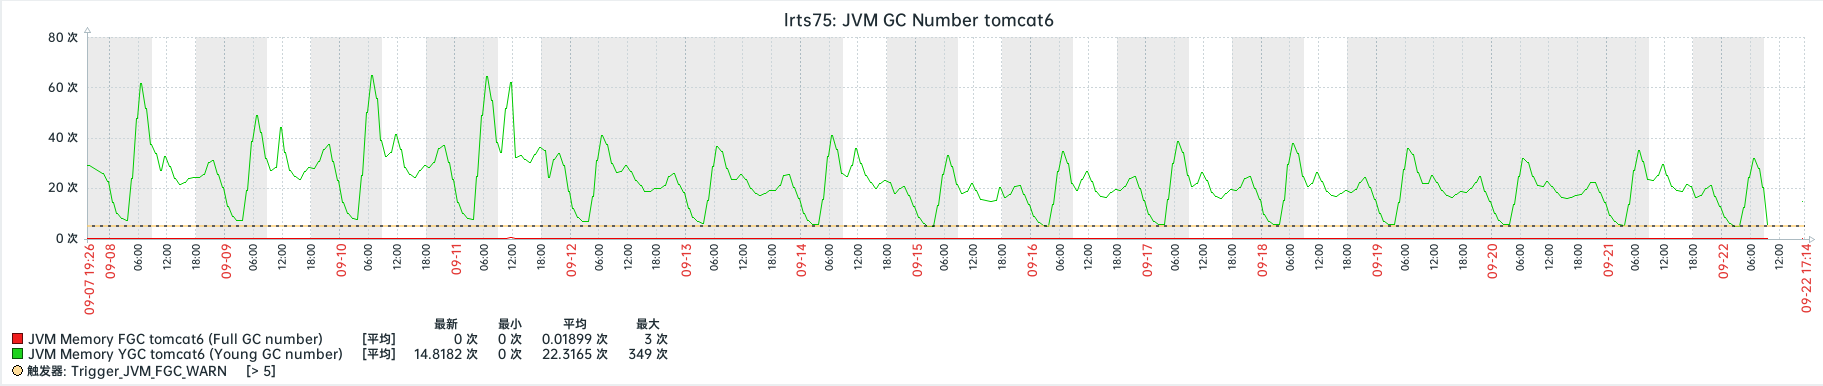 lrts75: JVM GC Number tomcat6
80 次
60 次
40 次
20 次
0 次
09-07 19:26 09-08 06:00 12:00 18:00 09-09 06:00 12:00 18:00 09-10 06:00 12:00 18:00 09-11 06:00 12:00 18:00 09-12 06:00 12:00 18:00 09-13 06:00 12:00 18:00 09-14 06:00 12:00 18:00 09-15 06:00 12:00 18:00 09-16 06:00 12:00 18:00 09-17 06:00 12:00 18:00 09-18 06:00 12:00 18:00 09-19 06:00 12:00 18:00 09-20 06:00 12:00 18:00 09-21 06:00 12:00 18:00 09-22 06:00 12:00 09-22 17:14
最新 最小 平均 最大
JVM Memory FGC tomcat6 (Full GC number) [平均] 0 次 0 次 0.01899 次 3 次
JVM Memory YGC tomcat6 (Young GC number) [平均] 14.8182 次 0 次 22.3165 次 349 次
触发器: Trigger_JVM_FGC_WARN [> 5]